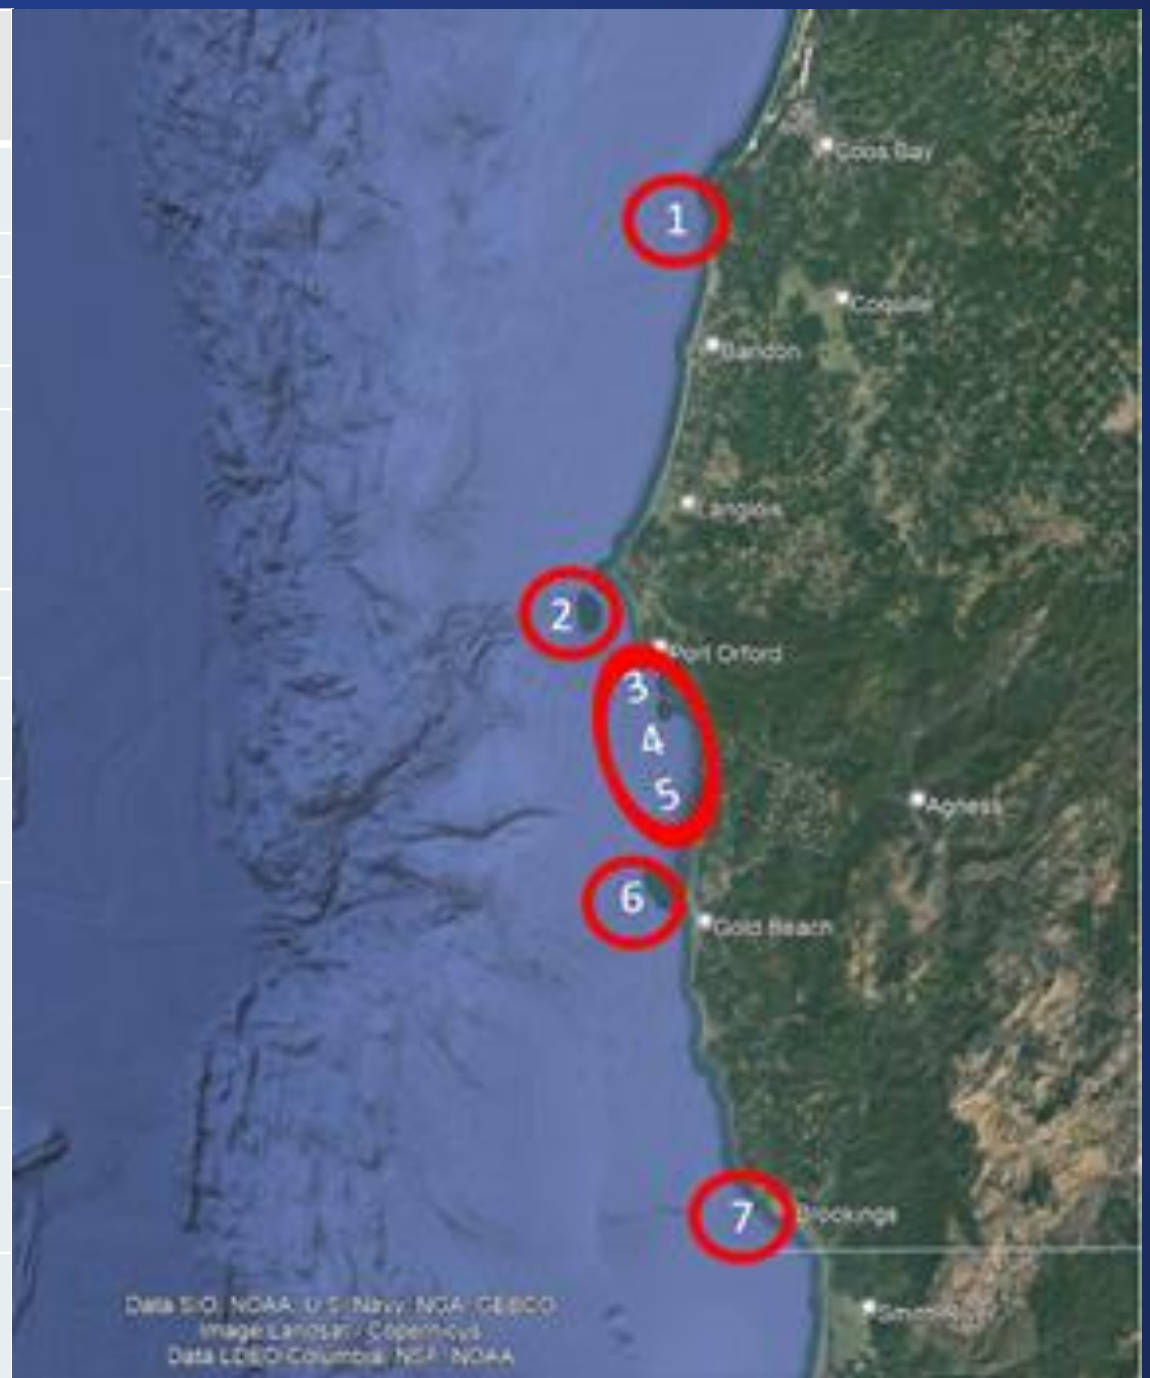 Coos Bay
1
Coquille
Bandon
Langlois
2
Port Orford
3
4
5
Agness
6
Gold Beach
7
Brookings
Data SIO, NOAA, U.S. Navy, NGA, GEBCO
Image Landsat / Copernicus
Data LDEO-Columbia, NSF, NOAA